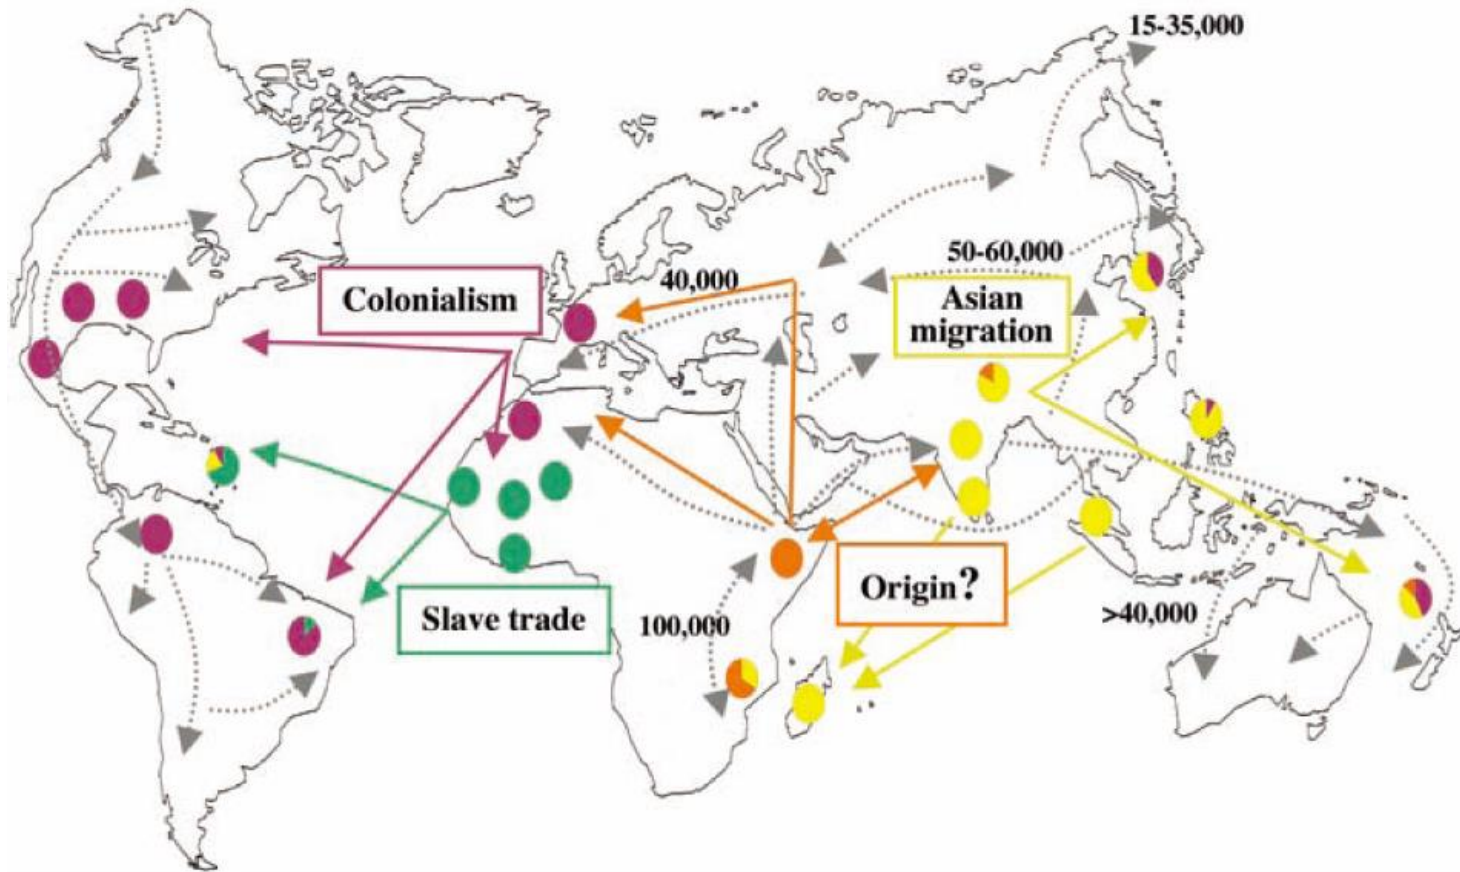 15-35,000
50-60,000
40,000
Colonialism
Asian
migration
Origin?
>40,000
Slave trade
100,000